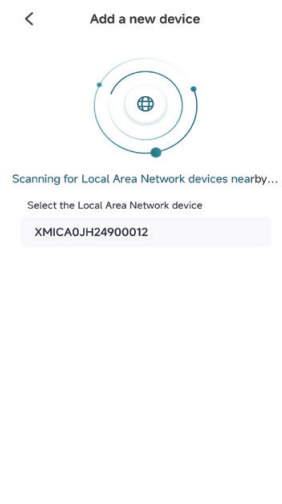 Add a new device
Scanning for Local Area Network devices nearby...
Select the Local Area Network device
XMICA0JH24900012